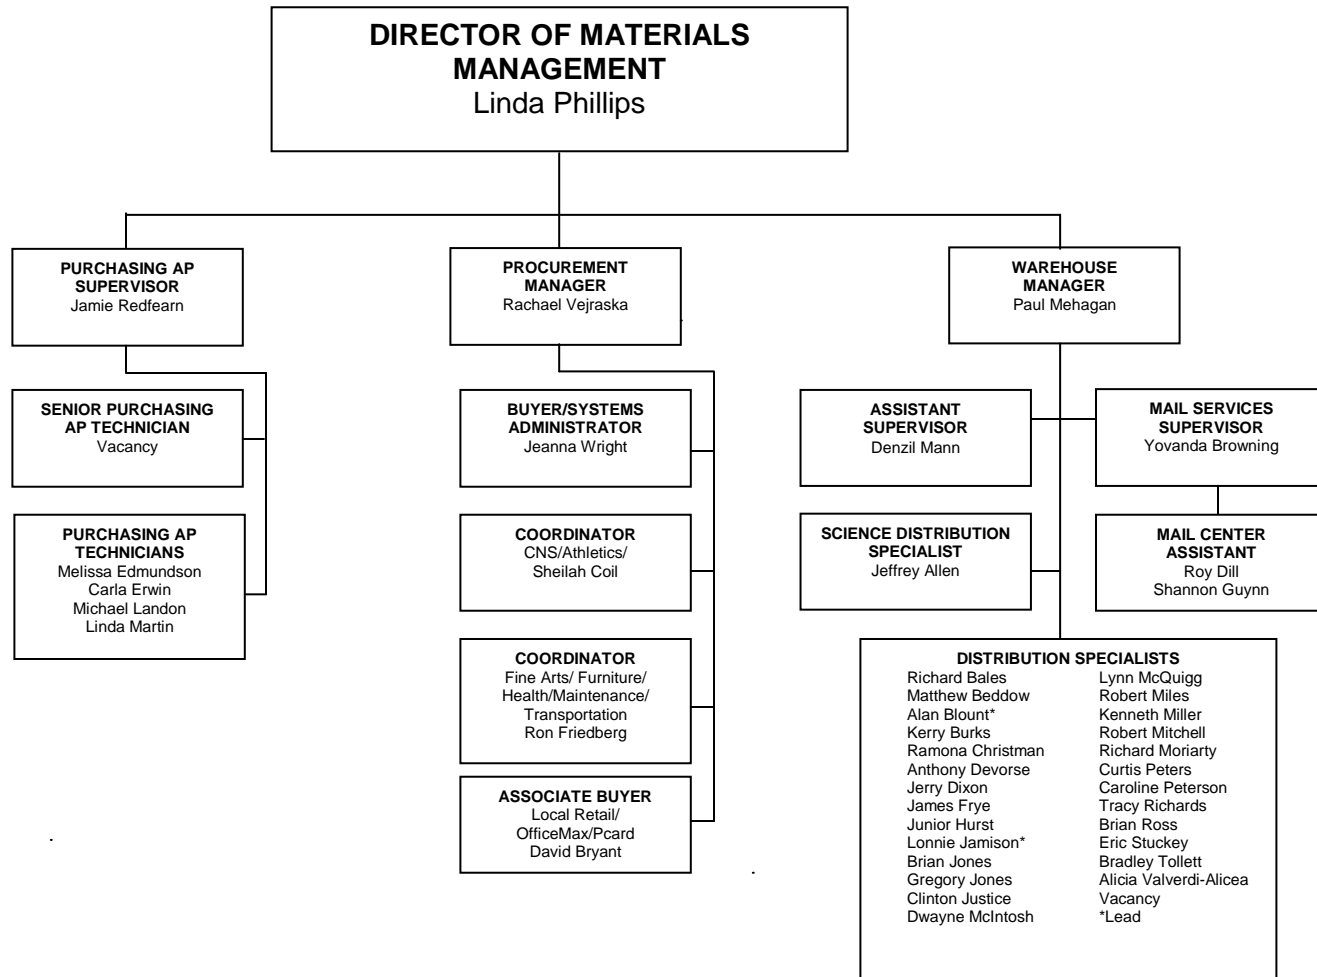 DIRECTOR OF MATERIALS
MANAGEMENT
Linda Phillips
PURCHASING AP
SUPERVISOR
Jamie Redfearn
SENIOR PURCHASING
AP TECHNICIAN
Vacancy
PURCHASING AP
TECHNICIANS
Melissa Edmundson
Carla Erwin
Michael Landon
Linda Martin
PROCUREMENT
MANAGER
Rachael Vejraska
BUYER/SYSTEMS
ADMINISTRATOR
Jeanna Wright
COORDINATOR
CNS/Athletics/
Sheilah Coil
COORDINATOR
Fine Arts/ Furniture/
Health/Maintenance/
Transportation
Ron Friedberg
ASSOCIATE BUYER
Local Retail/
OfficeMax/Pcard
David Bryant
WAREHOUSE
MANAGER
Paul Mehagan
ASSISTANT
SUPERVISOR
Denzil Mann
MAIL SERVICES
SUPERVISOR
Yovanda Browning
SCIENCE DISTRIBUTION
SPECIALIST
Jeffrey Allen
MAIL CENTER
ASSISTANT
Roy Dill
Shannon Guynn
DISTRIBUTION SPECIALISTS
Richard Bales
Matthew Beddow
Alan Blount*
Kerry Burks
Ramona Christman
Anthony Devorse
Jerry Dixon
James Frye
Junior Hurst
Lonnie Jamison*
Brian Jones
Gregory Jones
Clinton Justice
Dwayne McIntosh
Lynn McQuigg
Robert Miles
Kenneth Miller
Robert Mitchell
Richard Moriarty
Curtis Peters
Caroline Peterson
Tracy Richards
Brian Ross
Eric Stuckey
Bradley Tollett
Alicia Valverdi-Alicea
Vacancy
*Lead